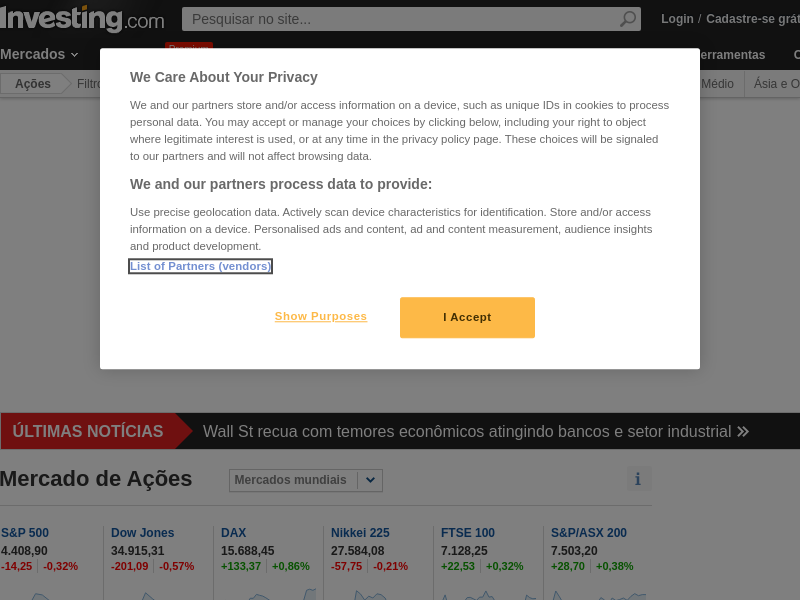 Investing.com
Pesquisar no site...
Login / Cadastre-se grát
Mercados
Premium
erramentas
Ações
Filtro
Médio
Ásia e O
We Care About Your Privacy
We and our partners store and/or access information on a device, such as unique IDs in cookies to process
personal data. You may accept or manage your choices by clicking below, including your right to object
where legitimate interest is used, or at any time in the privacy policy page. These choices will be signaled
to our partners and will not affect browsing data.
We and our partners process data to provide:
Use precise geolocation data. Actively scan device characteristics for identification. Store and/or access
information on a device. Personalised ads and content, ad and content measurement, audience insights
and product development.
List of Partners (vendors)
Show Purposes
I Accept
ÚLTIMAS NOTÍCIAS
Wall St recua com temores econômicos atingindo bancos e setor industrial »
Mercado de Ações
Mercados mundiais
i
S&P 500 Dow Jones DAX Nikkei 225 FTSE 100 S&P/ASX 200
4.408,90 34.915,31 15.688,45 27.584,08 7.128,25 7.503,20
-14,25 -0,32% -201,09 -0,57% +133,37 +0,86% -57,75 -0,21% +22,53 +0,32% +28,70 +0,38%